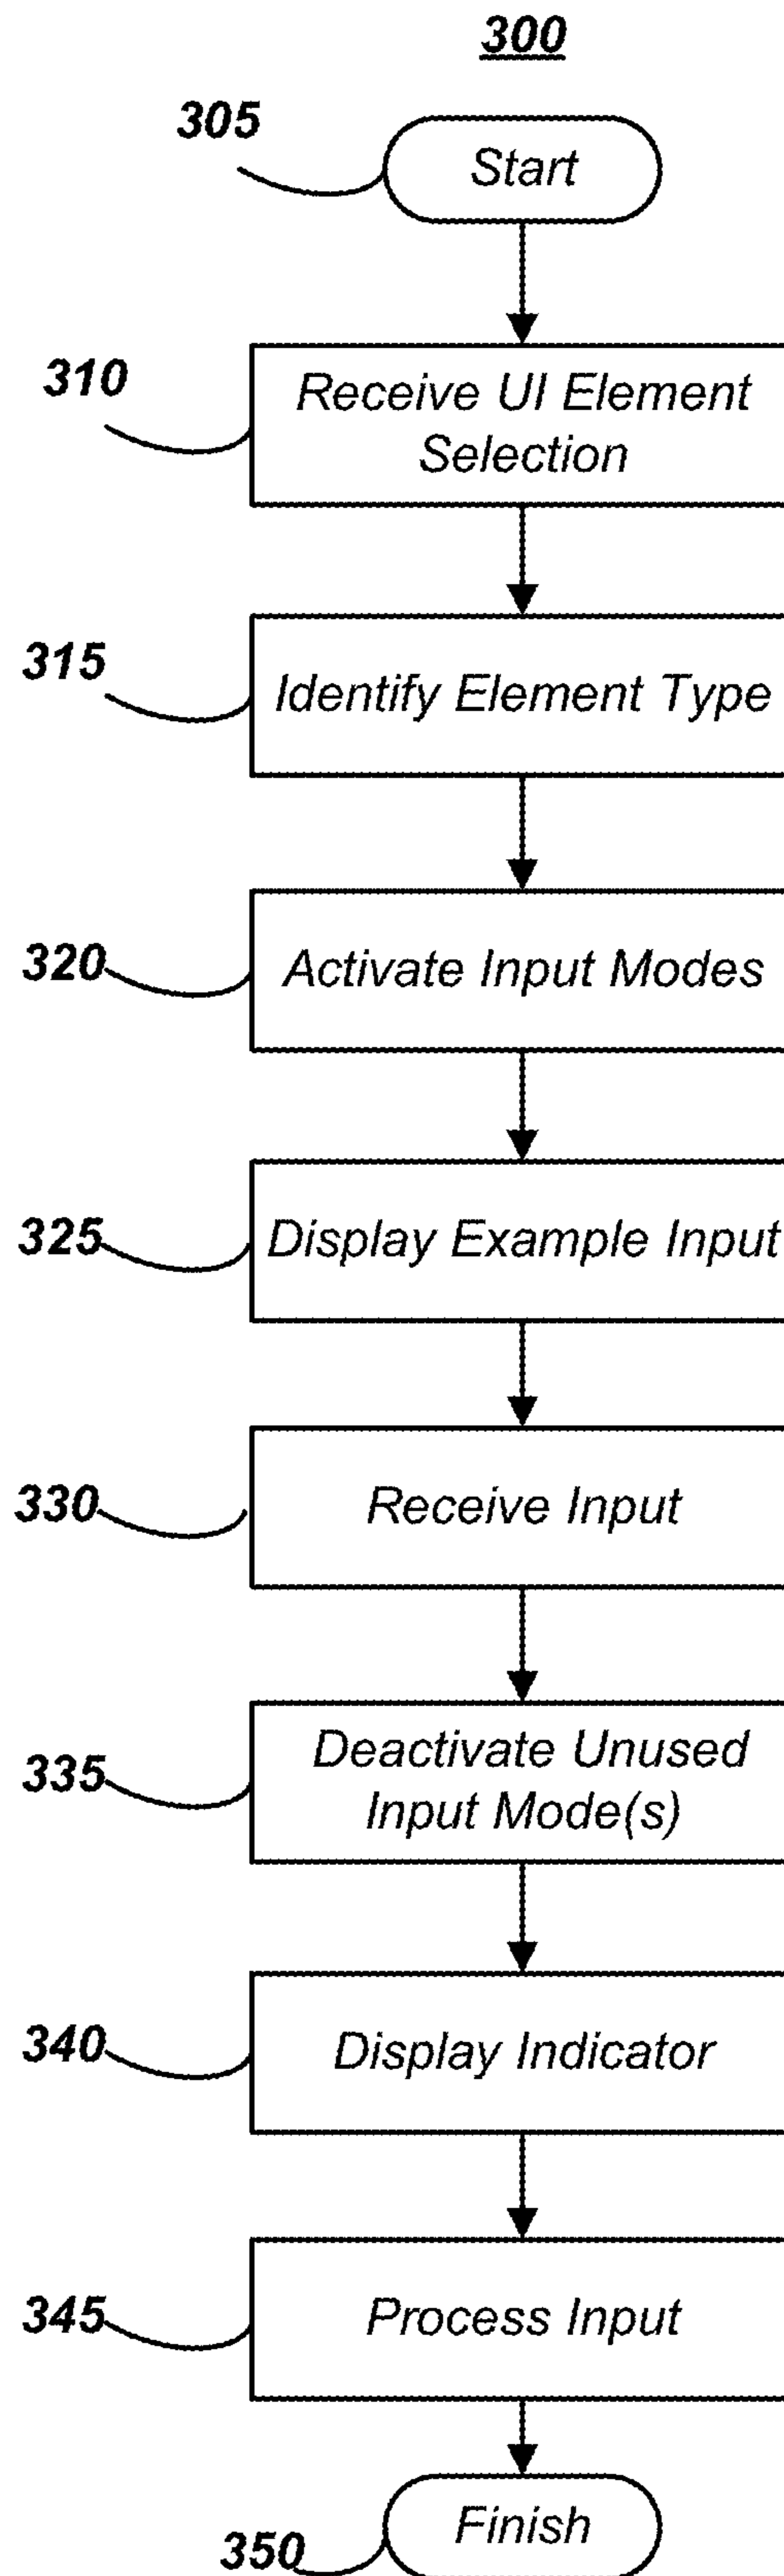 300
305
Start
310
Receive UI Element
Selection
315
Identify Element Type
320
Activate Input Modes
325
Display Example Input
330
Receive Input
335
Deactivate Unused
Input Mode(s)
340
Display Indicator
345
Process Input
350
Finish